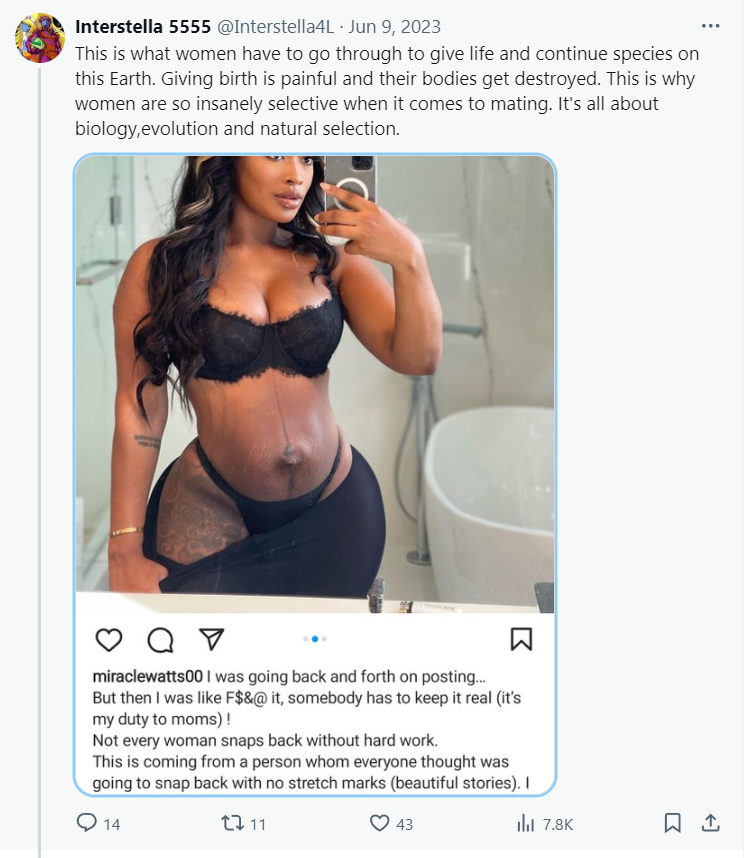 Interstella 5555 @Interstella4L · Jun 9, 2023
This is what women have to go through to give life and continue species on
this Earth. Giving birth is painful and their bodies get destroyed. This is why
women are so insanely selective when it comes to mating. It's all about
biology,evolution and natural selection.
miraclewatts00 I was going back and forth on posting...
But then I was like F$&@ it, somebody has to keep it real (it's
my duty to moms) !
Not every woman snaps back without hard work.
This is coming from a person whom everyone thought was
going to snap back with no stretch marks (beautiful stories). I
14 11 43 7.8K